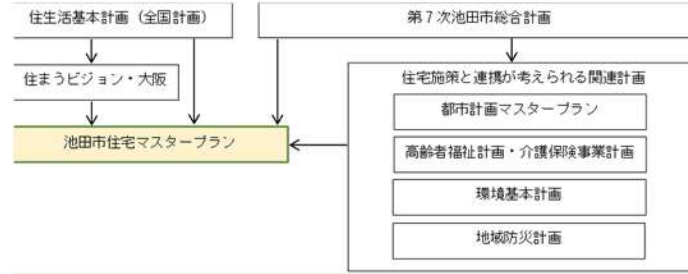 住生活基本計画（全国計画）
第７次池田市総合計画
住まうビジョン・大阪
住宅施策と連携が考えられる関連計画
都市計画マスタープラン
池田市住宅マスタープラン
高齢者福祉計画・介護保険事業計画
環境基本計画
地域防災計画